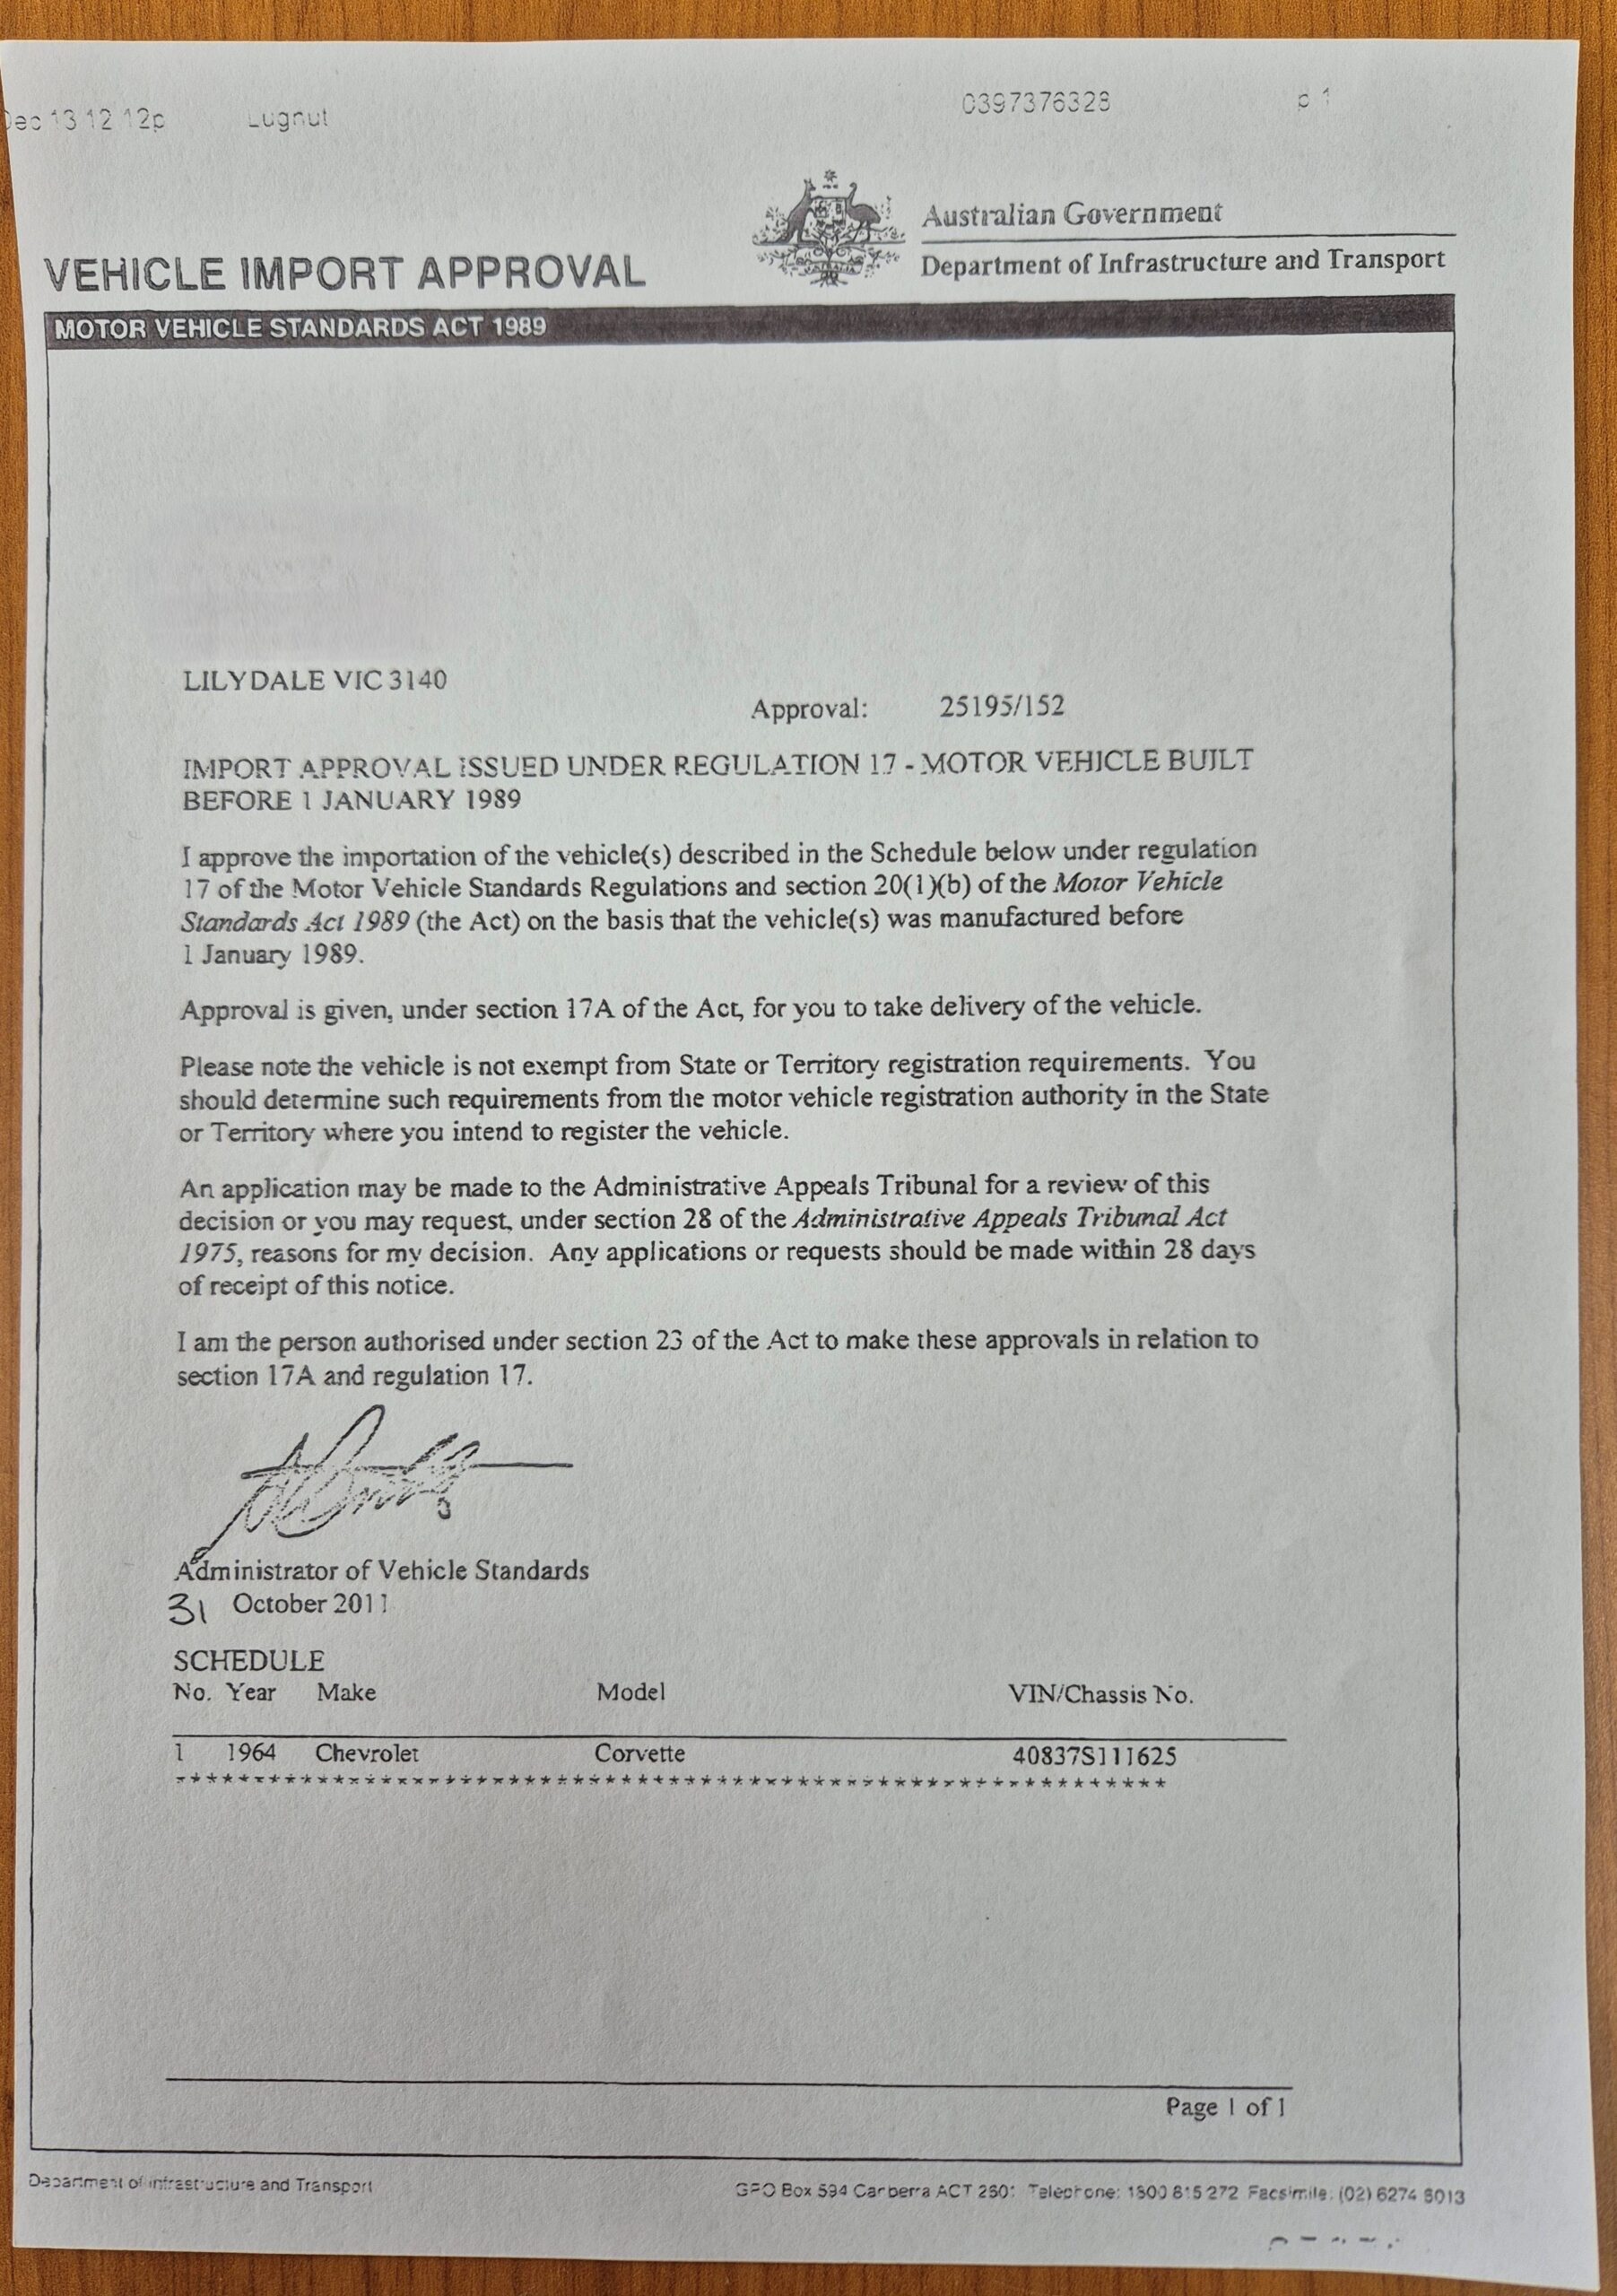 Dec 13 12 12p Lugnut 0397376328 p 1
Australian Government
Department of Infrastructure and Transport
VEHICLE IMPORT APPROVAL
MOTOR VEHICLE STANDARDS ACT 1989
LILYDALE VIC 3140
Approval: 25195/152
IMPORT APPROVAL ISSUED UNDER REGULATION 17 - MOTOR VEHICLE BUILT
BEFORE 1 JANUARY 1989
I approve the importation of the vehicle(s) described in the Schedule below under regulation
17 of the Motor Vehicle Standards Regulations and section 20(1)(b) of the Motor Vehicle
Standards Act 1989 (the Act) on the basis that the vehicle(s) was manufactured before
1 January 1989.
Approval is given, under section 17A of the Act, for you to take delivery of the vehicle.
Please note the vehicle is not exempt from State or Territory registration requirements. You
should determine such requirements from the motor vehicle registration authority in the State
or Territory where you intend to register the vehicle.
An application may be made to the Administrative Appeals Tribunal for a review of this
decision or you may request, under section 28 of the Administrative Appeals Tribunal Act
1975, reasons for my decision. Any applications or requests should be made within 28 days
of receipt of this notice.
I am the person authorised under section 23 of the Act to make these approvals in relation to
section 17A and regulation 17.
Administrator of Vehicle Standards
31 October 2011
SCHEDULE
No. Year Make Model VIN/Chassis No.
1 1964 Chevrolet Corvette 40837S111625
Page 1 of 1
Department of Infrastructure and Transport
GPO Box 594 Canberra ACT 2601 Telephone: 1800 815 272 Facsimile: (02) 6274 6013